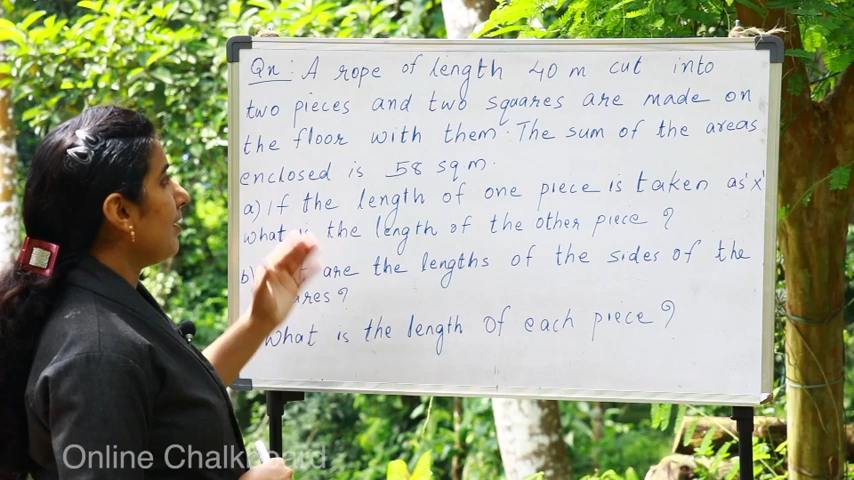 Qn: A rope of length 40 m cut into
two pieces and two squares are made on
the floor with them. The sum of the areas
enclosed is 58 sq m.
a) if the length of one piece is taken as 'x'
what is the length of the other piece ?
b) are the lengths of the sides of the
?
What is the length of each piece ?
Online Chalkboard